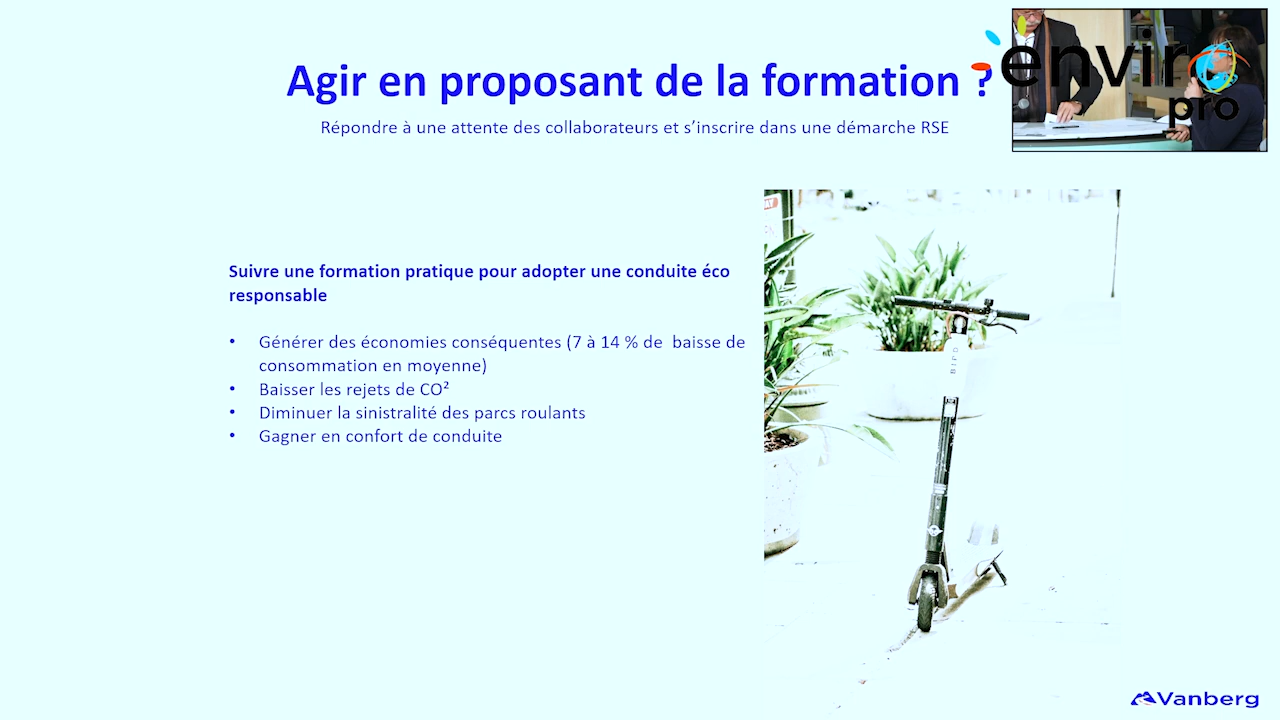 Agir en proposant de la formation ?
Répondre à une attente des collaborateurs et s’inscrire dans une démarche RSE
enviro
pro
Suivre une formation pratique pour adopter une conduite éco
responsable
• Générer des économies conséquentes (7 à 14 % de baisse de
consommation en moyenne)
• Baisser les rejets de CO²
• Diminuer la sinistralité des parcs roulants
• Gagner en confort de conduite
BIRD
Vanberg